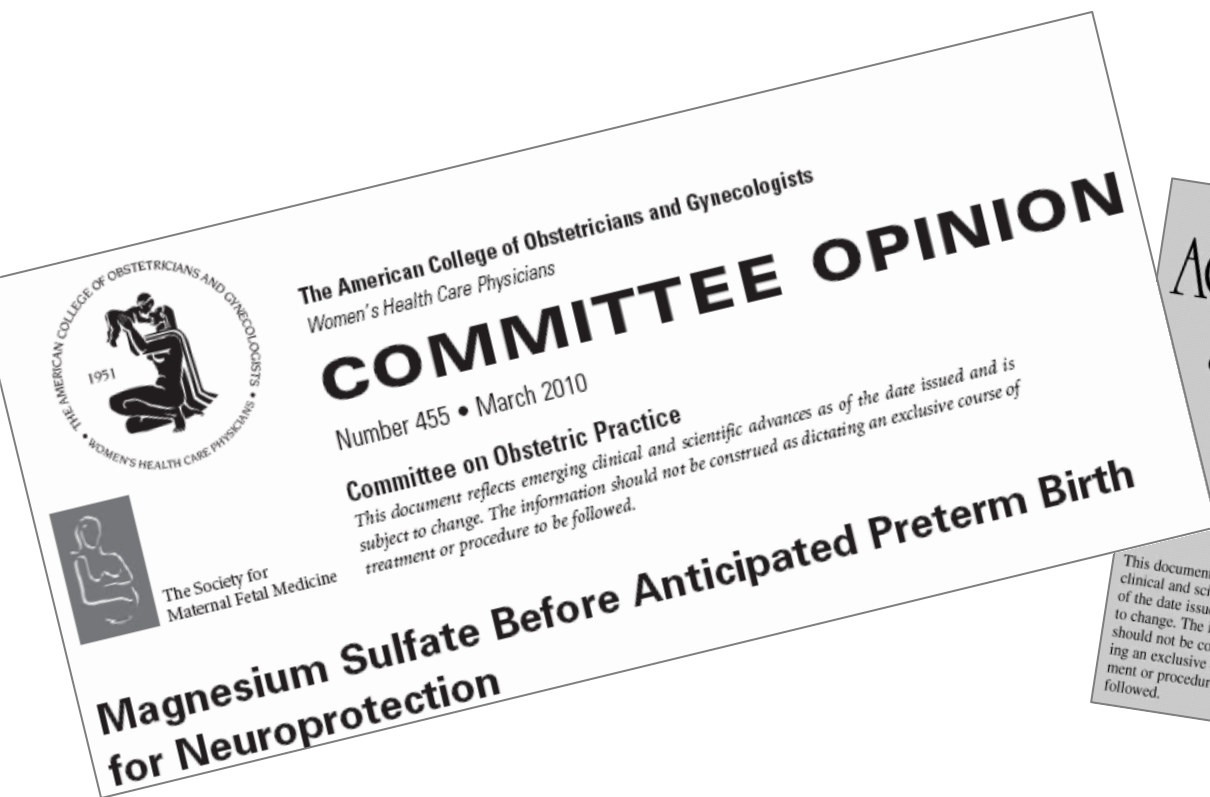 THE AMERICAN COLLEGE OF OBSTETRICIANS AND GYNECOLOGISTS •
WOMEN'S HEALTH CARE PHYSICIANS •
1951
The American College of Obstetricians and Gynecologists
Women's Health Care Physicians
COMMITTEE OPINION
Number 455 • March 2010
Committee on Obstetric Practice
This document reflects emerging clinical and scientific advances as of the date issued and is
subject to change. The information should not be construed as dictating an exclusive course of
treatment or procedure to be followed.
The Society for
Maternal Fetal Medicine
Magnesium Sulfate Before Anticipated Preterm Birth
for Neuroprotection
This document
clinical and
of the date
to change. The
should not be
ing an exclusive
ment or
followed.